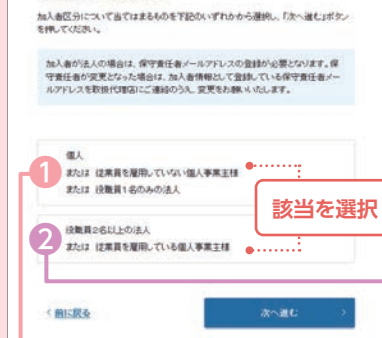 加入者区分について当てはまるものを下記のいずれかから選択し、「次へ進む」ボタン
を押してください。
加入者が法人の場合は、保守責任者メールアドレスの登録が必要となります。保
守責任者が変更となった場合は、加入者情報として登録している保守責任者メー
ルアドレスを取扱代理店にご連絡のうえ、変更をお願いいたします。
1
個人
または 従業員を雇用していない個人事業主様
または 役職員1名のみの法人
該当を選択
2
役職員2名以上の法人
または 従業員を雇用している個人事業主様
< 前に戻る
次へ進む >